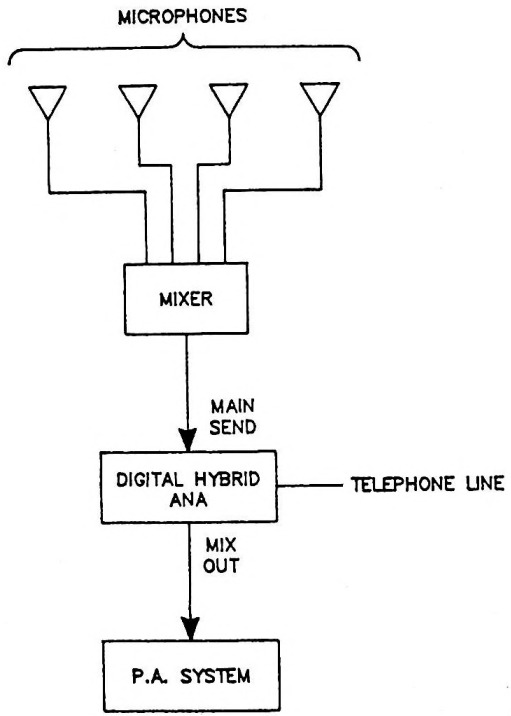 MICROPHONES
MIXER
MAIN
SEND
DIGITAL HYBRID
ANA
TELEPHONE LINE
MIX
OUT
P.A. SYSTEM